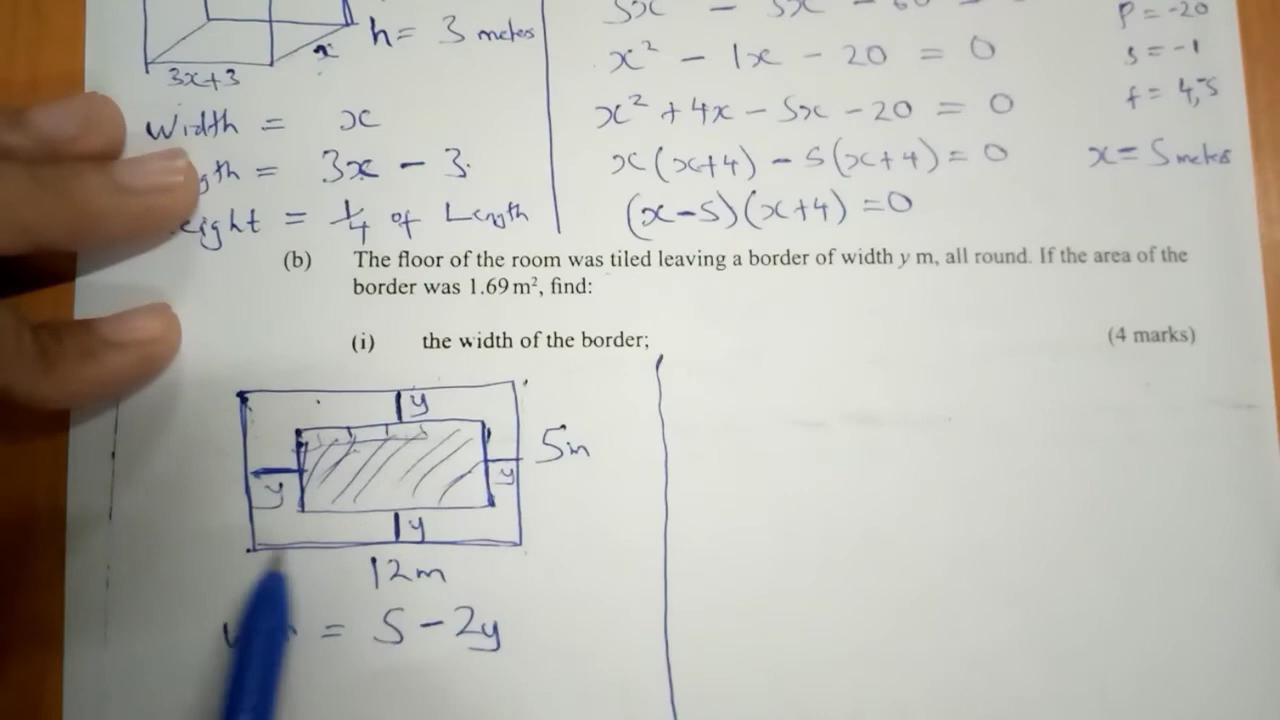 h = 3 meters
x
3x+3
Width = x
= 3x - 3
= 1/4 of Length
x² - 1x - 20 = 0
x² + 4x - 5x - 20 = 0
x(x+4) - 5(x+4) = 0
(x-5)(x+4) = 0
P = -20
s = -1
f = 4,-5
x = 5 meters
(b) The floor of the room was tiled leaving a border of width y m, all round. If the area of the
border was 1.69 m², find:
(i) the width of the border; (4 marks)
y
y
y
y
5m
12m
= 5 - 2y